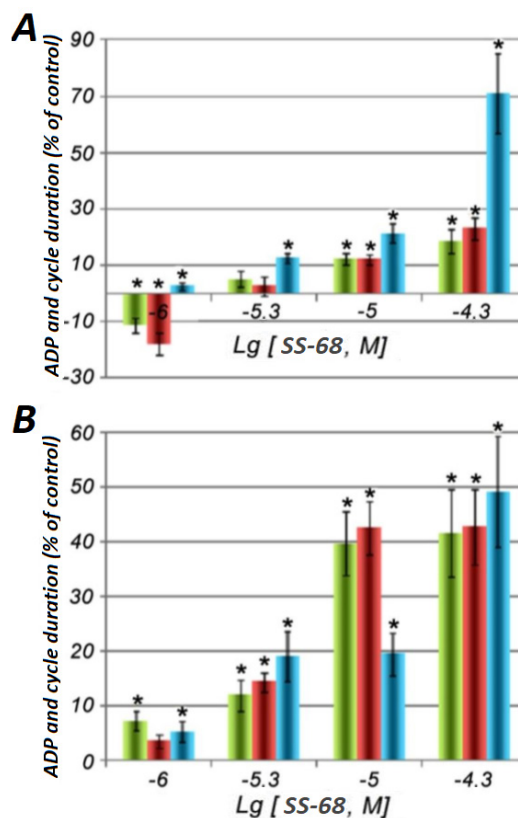 A
ADP and cycle duration (% of control)
90
70
50
30
10
-10
-30
* * *
*
* * *
* * *
-6 -5.3 -5 -4.3
Lg [ SS-68, M]
B
ADP and cycle duration (% of control)
60
50
40
30
20
10
0
* *
* * *
* * *
* * *
-6 -5.3 -5 -4.3
Lg [ SS-68, M]